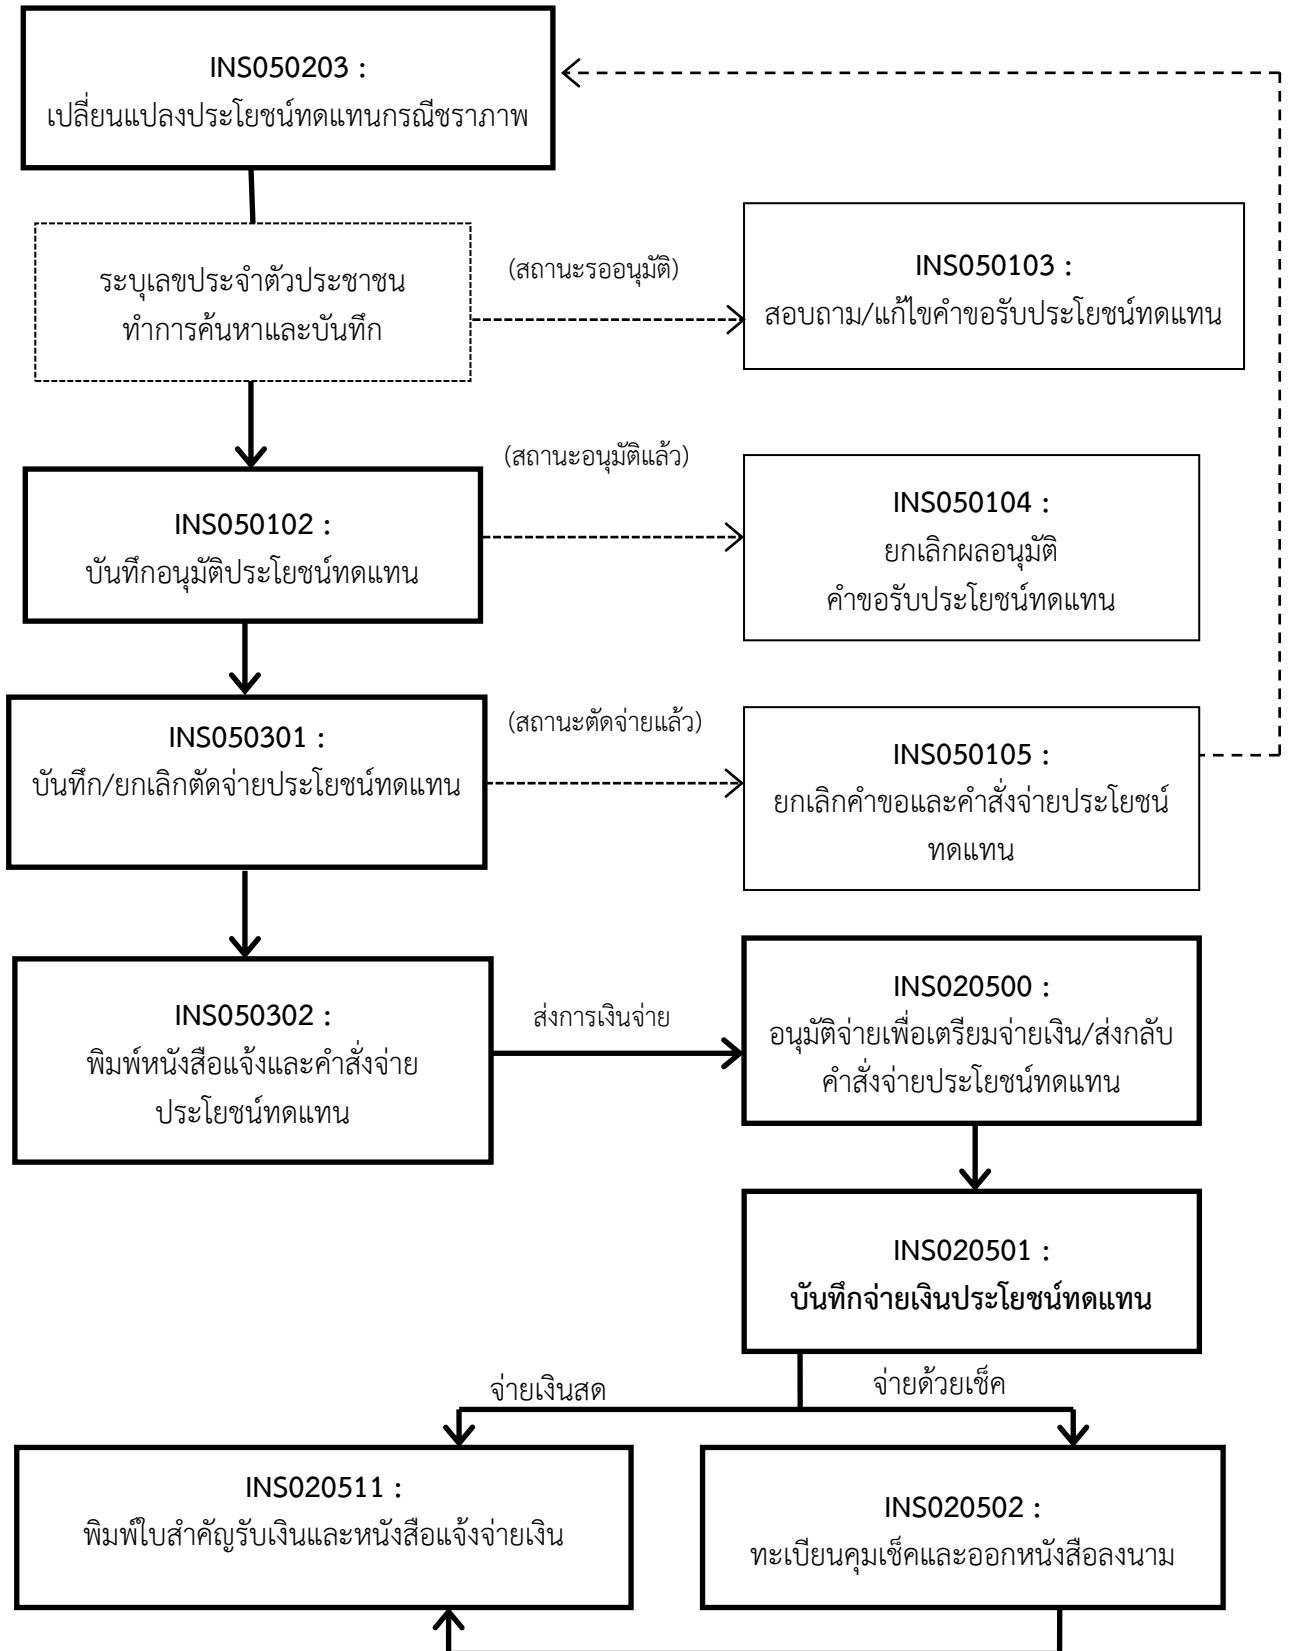 INS050203 :
เปลี่ยนแปลงประโยชน์ทดแทนกรณีชราภาพ
ระบุเลขประจำตัวประชาชน
ทำการค้นหาและบันทึก
(สถานะรออนุมัติ)
INS050103 :
สอบถาม/แก้ไขคำขอรับประโยชน์ทดแทน
INS050102 :
บันทึกอนุมัติประโยชน์ทดแทน
(สถานะอนุมัติแล้ว)
INS050104 :
ยกเลิกผลอนุมัติ
คำขอรับประโยชน์ทดแทน
INS050301 :
บันทึก/ยกเลิกตัดจ่ายประโยชน์ทดแทน
(สถานะตัดจ่ายแล้ว)
INS050105 :
ยกเลิกคำขอและคำสั่งจ่ายประโยชน์
ทดแทน
INS050302 :
พิมพ์หนังสือแจ้งและคำสั่งจ่าย
ประโยชน์ทดแทน
ส่งการเงินจ่าย
INS020500 :
อนุมัติจ่ายเพื่อเตรียมจ่ายเงิน/ส่งกลับ
คำสั่งจ่ายประโยชน์ทดแทน
INS020501 :
บันทึกจ่ายเงินประโยชน์ทดแทน
จ่ายเงินสด
จ่ายด้วยเช็ค
INS020511 :
พิมพ์ใบสำคัญรับเงินและหนังสือแจ้งจ่ายเงิน
INS020502 :
ทะเบียนคุมเช็คและออกหนังสือลงนาม